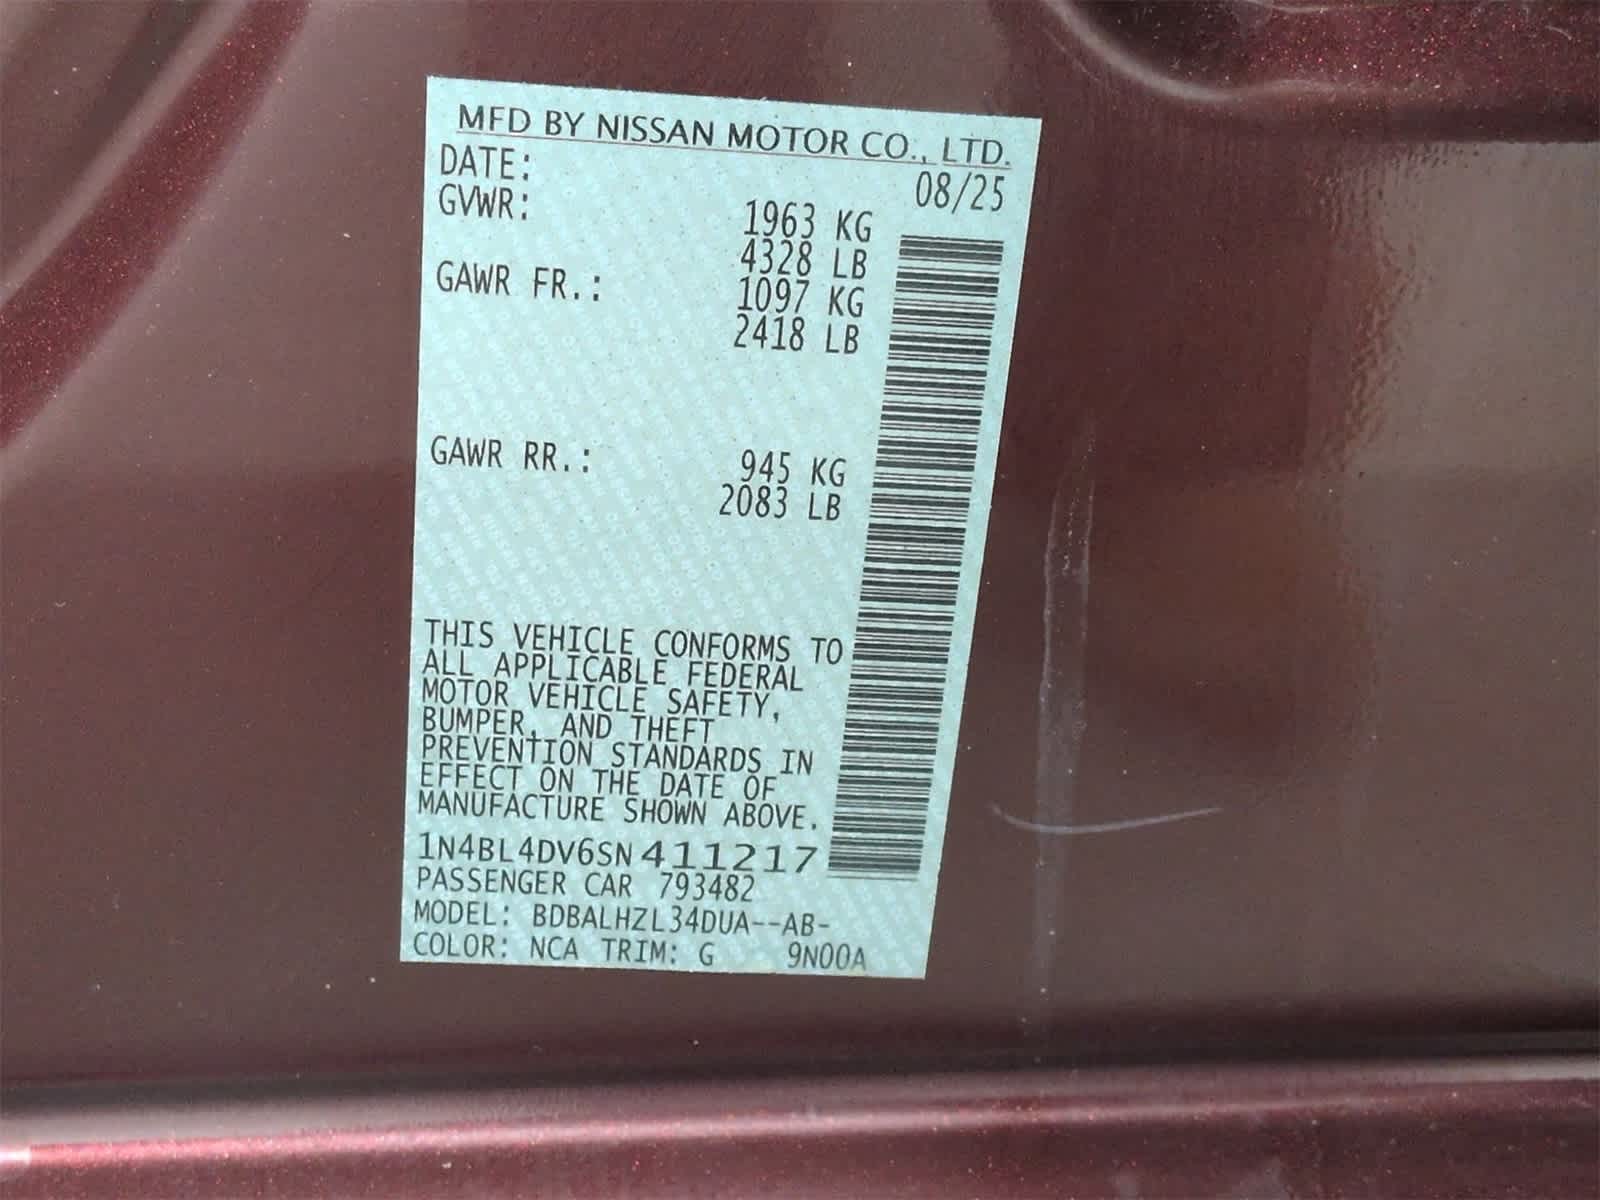 MFD BY NISSAN MOTOR CO., LTD.
DATE: 08/25
GVWR: 1963 KG
4328 LB
GAWR FR.: 1097 KG
2418 LB
GAWR RR.: 945 KG
2083 LB
THIS VEHICLE CONFORMS TO
ALL APPLICABLE FEDERAL
MOTOR VEHICLE SAFETY,
BUMPER, AND THEFT
PREVENTION STANDARDS IN
EFFECT ON THE DATE OF
MANUFACTURE SHOWN ABOVE.
1N4BL4DV6SN411217
PASSENGER CAR 793482
MODEL: BDBALHZL34DUA--AB-
COLOR: NCA TRIM: G 9N00A